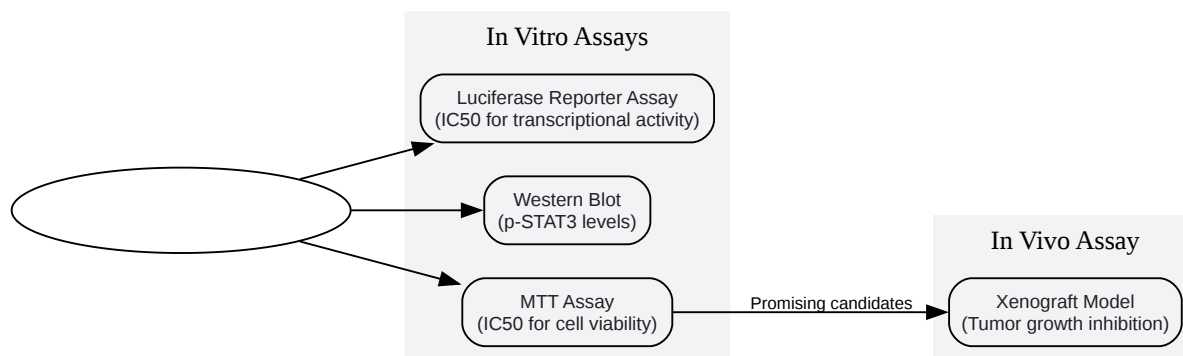 In Vitro Assays
Luciferase Reporter Assay
(IC50 for transcriptional activity)
Western Blot
(p-STAT3 levels)
MTT Assay
(IC50 for cell viability)
Promising candidates
In Vivo Assay
Xenograft Model
(Tumor growth inhibition)